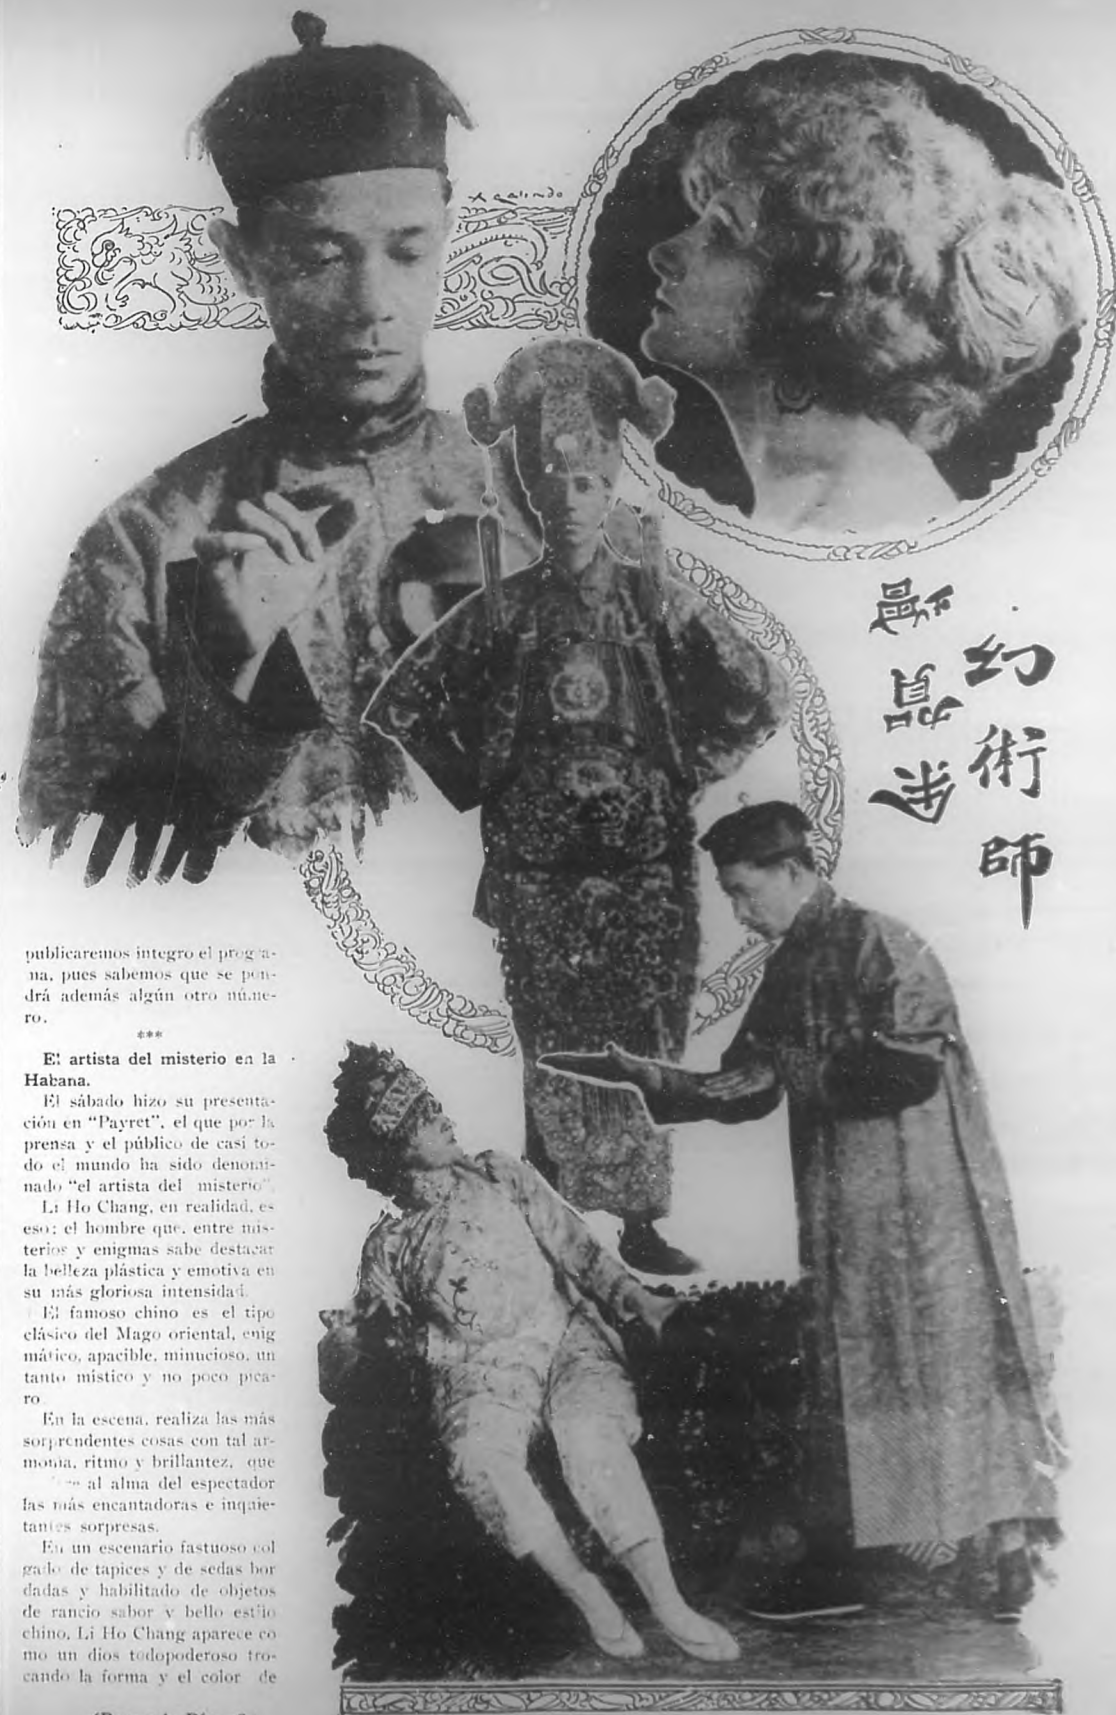 幻術師
publicaremos integro el progra-
ma, pues sabemos que se pon-
drá además algún otro núme-
ro.
***
El artista del misterio en la
Habana.
El sábado hizo su presenta-
ción en “Payret”, el que por la
prensa y el público de casi to-
do el mundo ha sido denomi-
nado “el artista del misterio”.
Li Ho Chang, en realidad, es
eso; el hombre que, entre mis-
terios y enigmas sabe destacar
la belleza plástica y emotiva en
su más gloriosa intensidad.
El famoso chino es el tipo
clásico del Mago oriental, enig
mático, apacible, minucioso, un
tanto místico y no poco píca-
ro.
En la escena, realiza las más
sorprendentes cosas con tal ar-
monía, ritmo y brillantez, que
al alma del espectador
las más encantadoras e inquie-
tantes sorpresas.
En un escenario fastuoso col
gado de tapices y de sedas bor
dadas y habilitado de objetos
de rancio sabor y bello estilo
chino, Li Ho Chang aparece co
mo un dios todopoderoso tro-
cando la forma y el color de